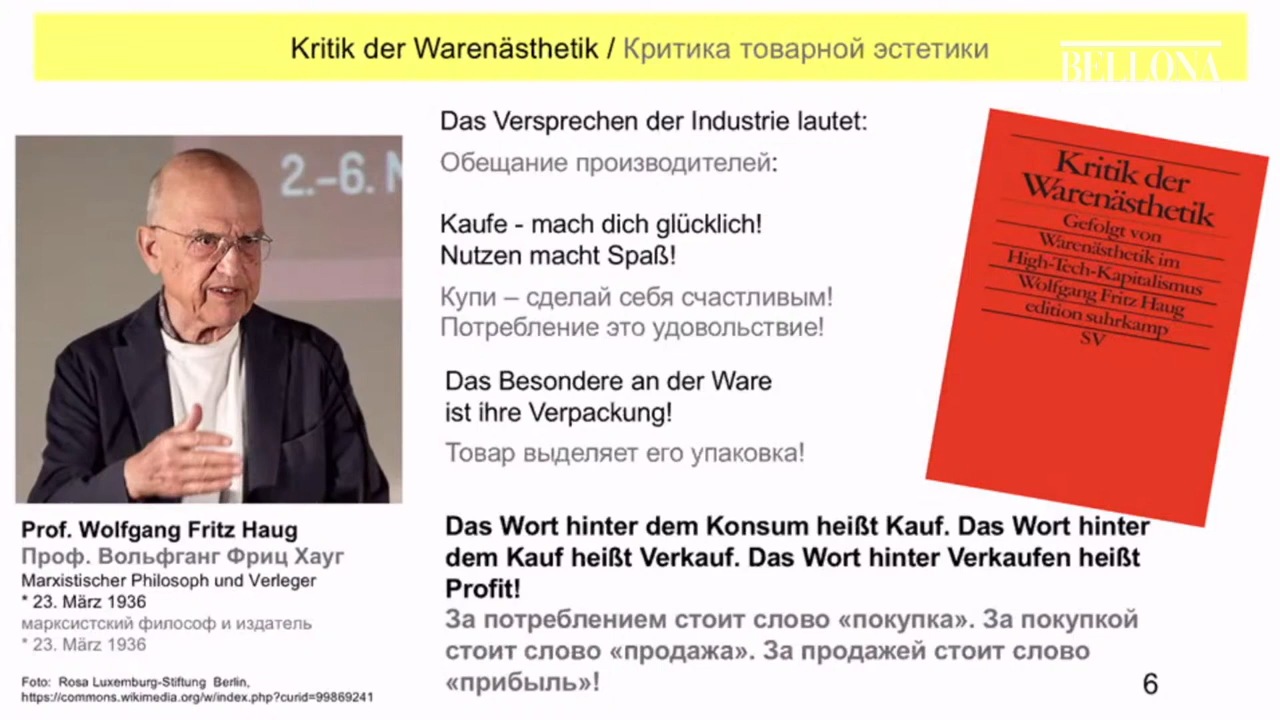 Kritik der Warenästhetik / Критика товарной эстетики
BELLONA
Das Versprechen der Industrie lautet:
Обещание производителей:
2.–6.
Kaufe - mach dich glücklich!
Nutzen macht Spaß!
Купи – сделай себя счастливым!
Потребление это удовольствие!
Das Besondere an der Ware
ist ihre Verpackung!
Товар выделяет его упаковка!
Kritik der
Warenästhetik
Gefolgt von
Warenästhetik im
High-Tech-Kapitalismus
Wolfgang Fritz Haug
edition suhrkamp
SV
Prof. Wolfgang Fritz Haug
Проф. Вольфганг Фриц Хауг
Marxistischer Philosoph und Verleger
* 23. März 1936
марксистский философ и издатель
* 23. März 1936
Foto: Rosa Luxemburg-Stiftung Berlin,
https://commons.wikimedia.org/w/index.php?curid=99869241
Das Wort hinter dem Konsum heißt Kauf. Das Wort hinter
dem Kauf heißt Verkauf. Das Wort hinter Verkaufen heißt
Profit!
За потреблением стоит слово «покупка». За покупкой
стоит слово «продажа». За продажей стоит слово
«прибыль»!
6